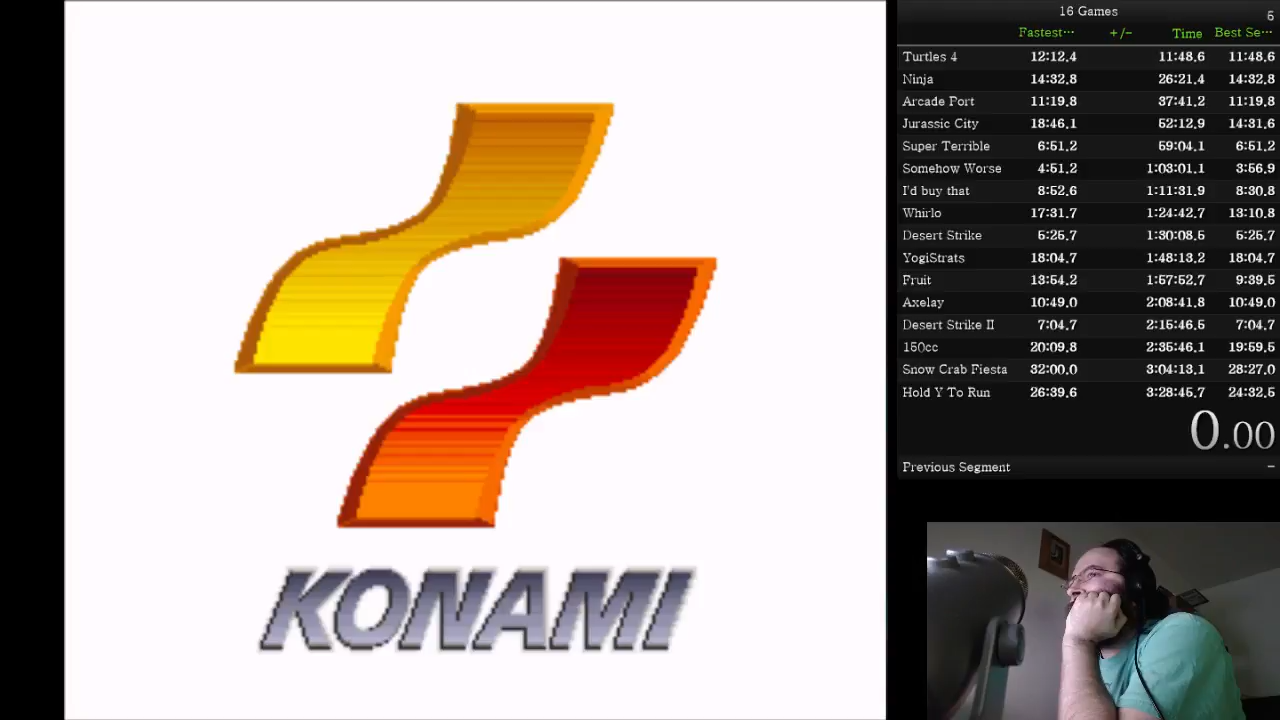 KONAMI
16 Games
6
Fastest… +/- Time Best Se…
Turtles 4 12:12.4 11:48.6 11:48.6
Ninja 14:32.8 26:21.4 14:32.8
Arcade Port 11:19.8 37:41.2 11:19.8
Jurassic City 18:46.1 52:12.9 14:31.6
Super Terrible 6:51.2 59:04.1 6:51.2
Somehow Worse 4:51.2 1:03:01.1 3:56.9
I'd buy that 8:52.6 1:11:31.9 8:30.8
Whirlo 17:31.7 1:24:42.7 13:10.8
Desert Strike 5:25.7 1:30:08.5 5:25.7
YogiStrats 18:04.7 1:48:13.2 18:04.7
Fruit 13:54.2 1:57:52.7 9:39.5
Axelay 10:49.0 2:08:41.8 10:49.0
Desert Strike II 7:04.7 2:15:46.5 7:04.7
150cc 20:09.8 2:35:46.1 19:59.5
Snow Crab Fiesta 32:00.0 3:04:13.1 28:27.0
Hold Y To Run 26:39.6 3:28:45.7 24:32.5
0.00
Previous Segment –